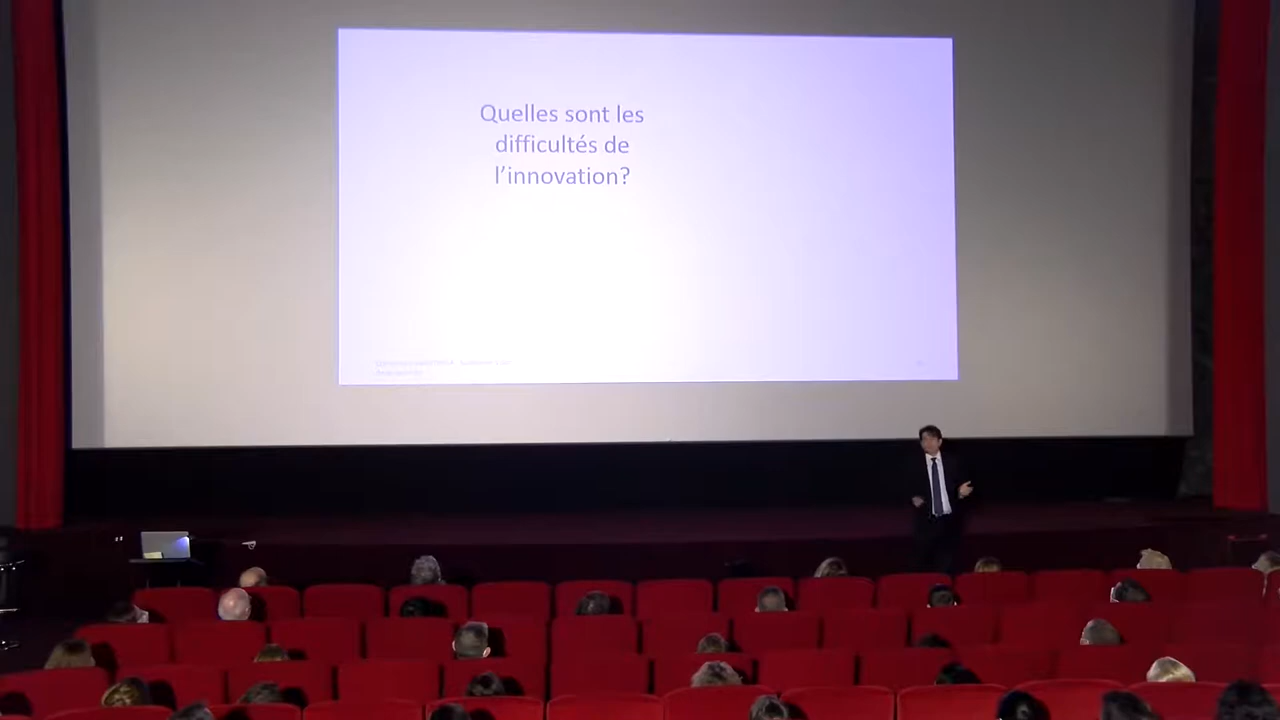 Quelles sont les
difficultés de
l'innovation?